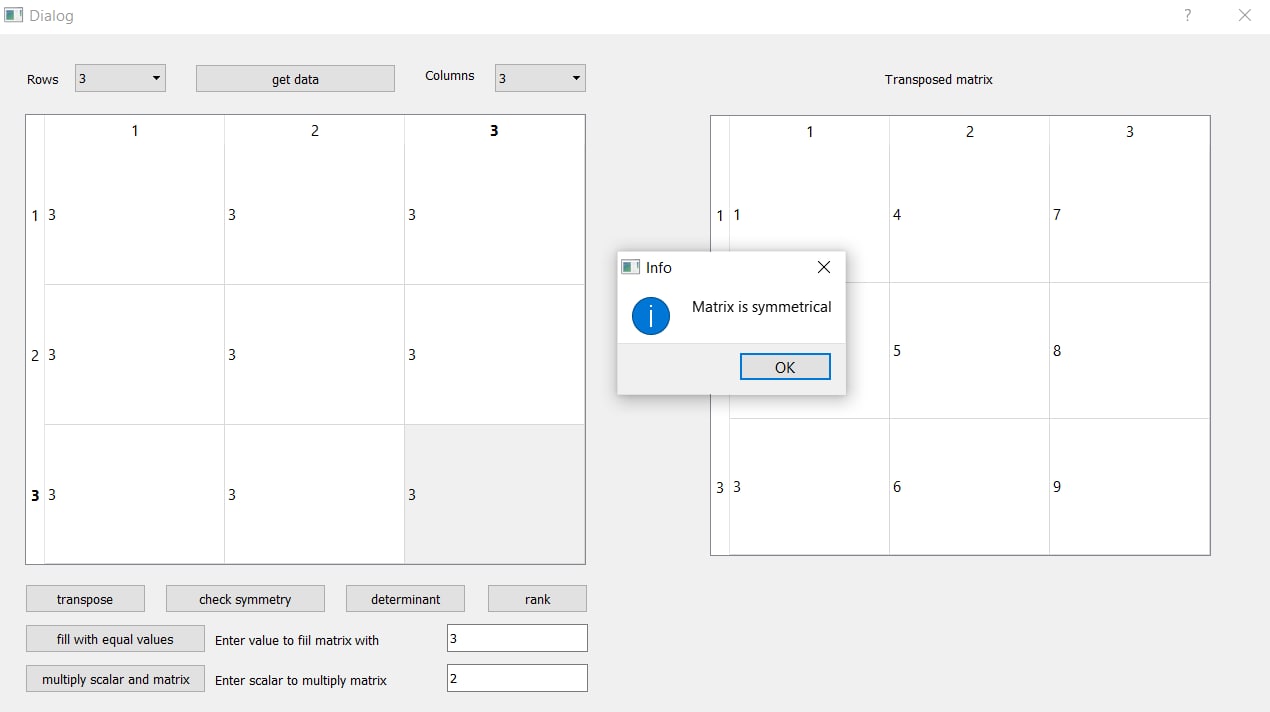 Dialog
?
Rows 3 get data Columns 3 Transposed matrix
1 2 3
1 3 3 3
2 3 3 3
3 3 3 3
1 2 3
1 1 4 7
5 8
3 3 6 9
Info
Matrix is symmetrical
i
OK
transpose check symmetry determinant rank
fill with equal values Enter value to fiil matrix with 3
multiply scalar and matrix Enter scalar to multiply matrix 2